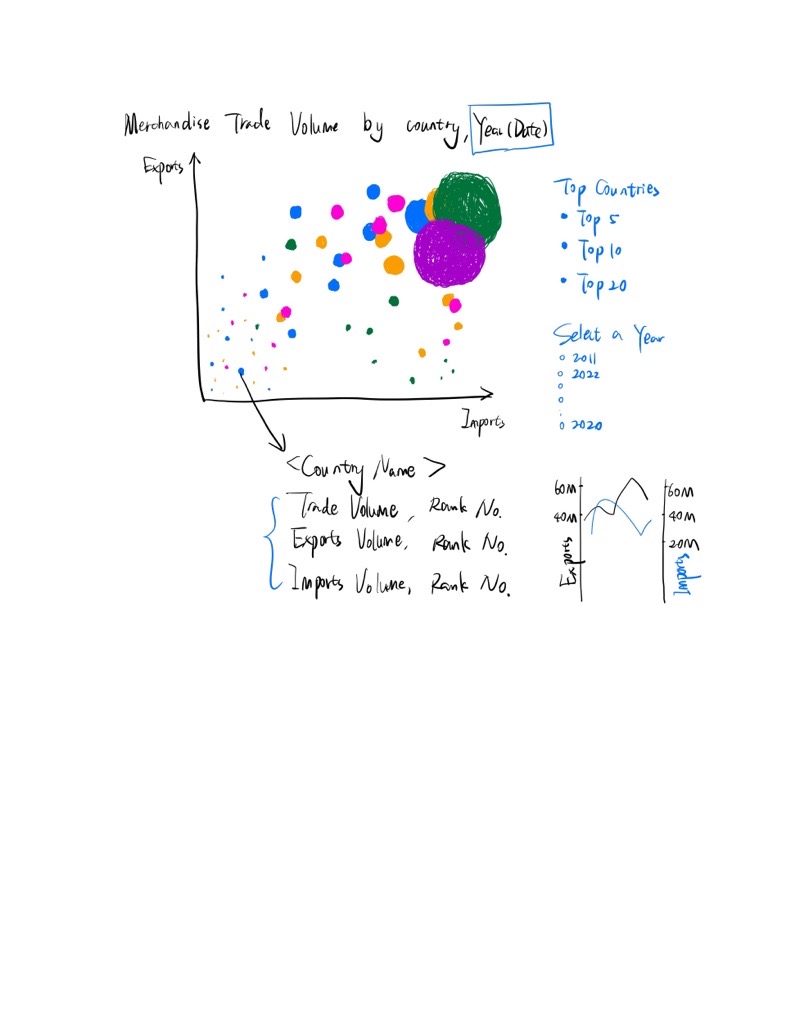 Merchandise Trade Volume by country, Year (Date)
Exports
Imports
Top Countries
• Top 5
• Top 10
• Top 20
Select a Year
2011
2022
2020
<Country Name>
Trade Volume, Rank No.
Exports Volume, Rank No.
Imports Volume, Rank No.
60M
40M
Exports
60M
40M
20M
Imports